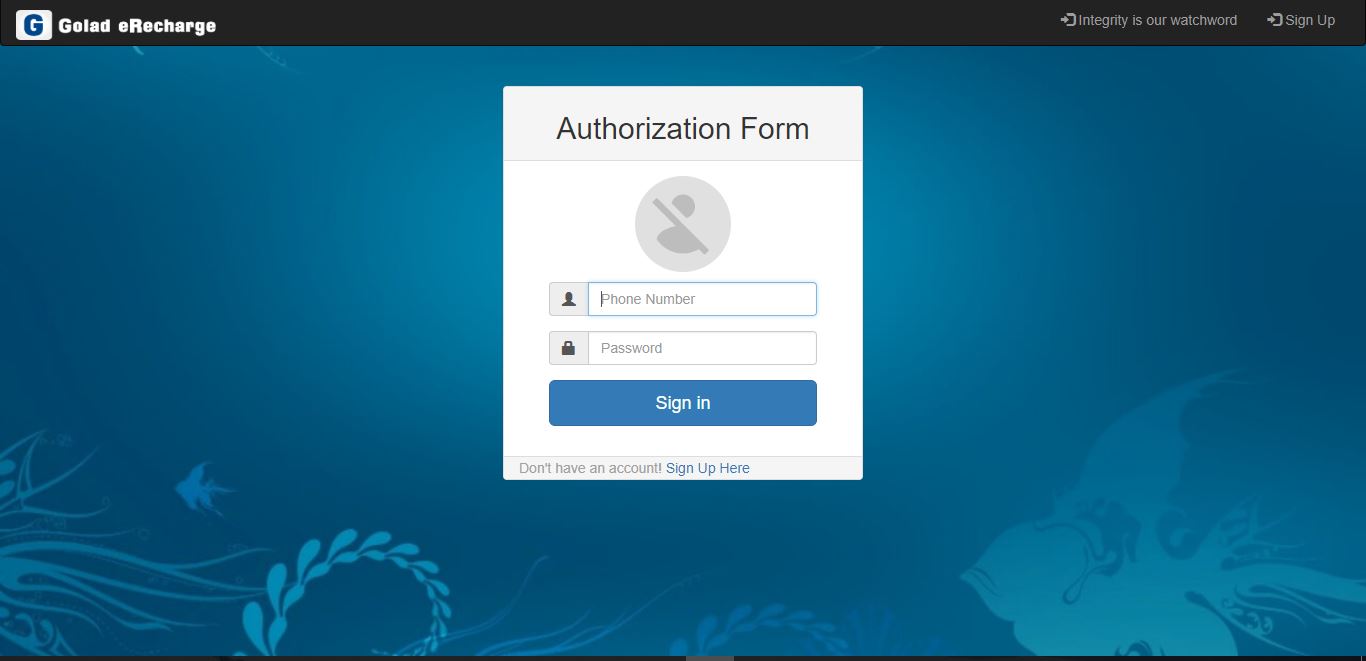 G Golad eRecharge
Integrity is our watchword
Sign Up
Authorization Form
Phone Number
Password
Sign in
Don't have an account! Sign Up Here